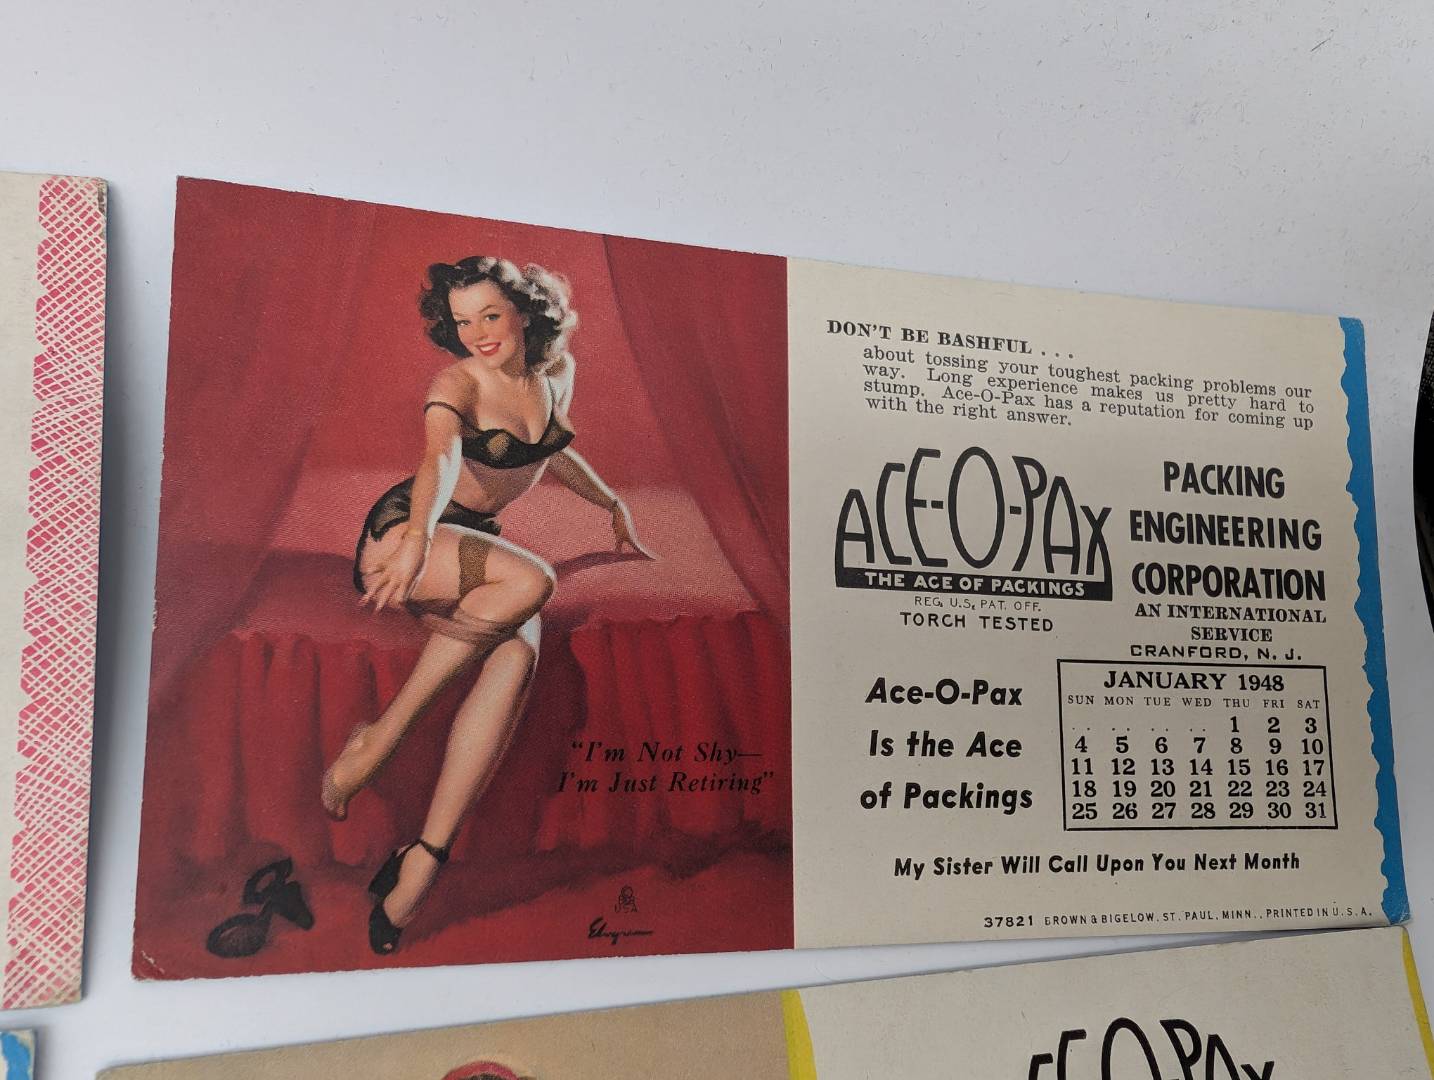 "I'm Not Shy—
I'm Just Retiring"
USA
Elvgren
DON'T BE BASHFUL . . .
about tossing your toughest packing problems our
way. Long experience makes us pretty hard to
stump. Ace-O-Pax has a reputation for coming up
with the right answer.
ACE-O-PAX
THE ACE OF PACKINGS
REG. U.S. PAT. OFF.
TORCH TESTED
PACKING
ENGINEERING
CORPORATION
AN INTERNATIONAL
SERVICE
CRANFORD, N. J.
Ace-O-Pax
Is the Ace
of Packings
JANUARY 1948
SUN MON TUE WED THU FRI SAT
. . . . . . . . 1 2 3
4 5 6 7 8 9 10
11 12 13 14 15 16 17
18 19 20 21 22 23 24
25 26 27 28 29 30 31
My Sister Will Call Upon You Next Month
37821 BROWN & BIGELOW, ST. PAUL, MINN., PRINTED IN U. S. A.